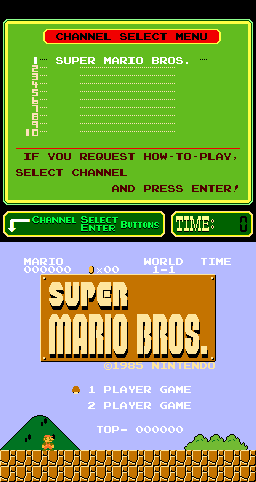 CHANNEL SELECT MENU
1 SUPER MARIO BROS.
2
3
4
5
6
7
8
9
10
IF YOU REQUEST HOW-TO-PLAY,
SELECT CHANNEL
AND PRESS ENTER!
CHANNEL SELECT
ENTER BUTTONS
TIME: 0
MARIO WORLD TIME
000000 ×00 1-1
SUPER
MARIO BROS.
©1985 NINTENDO
1 PLAYER GAME
2 PLAYER GAME
TOP- 000000